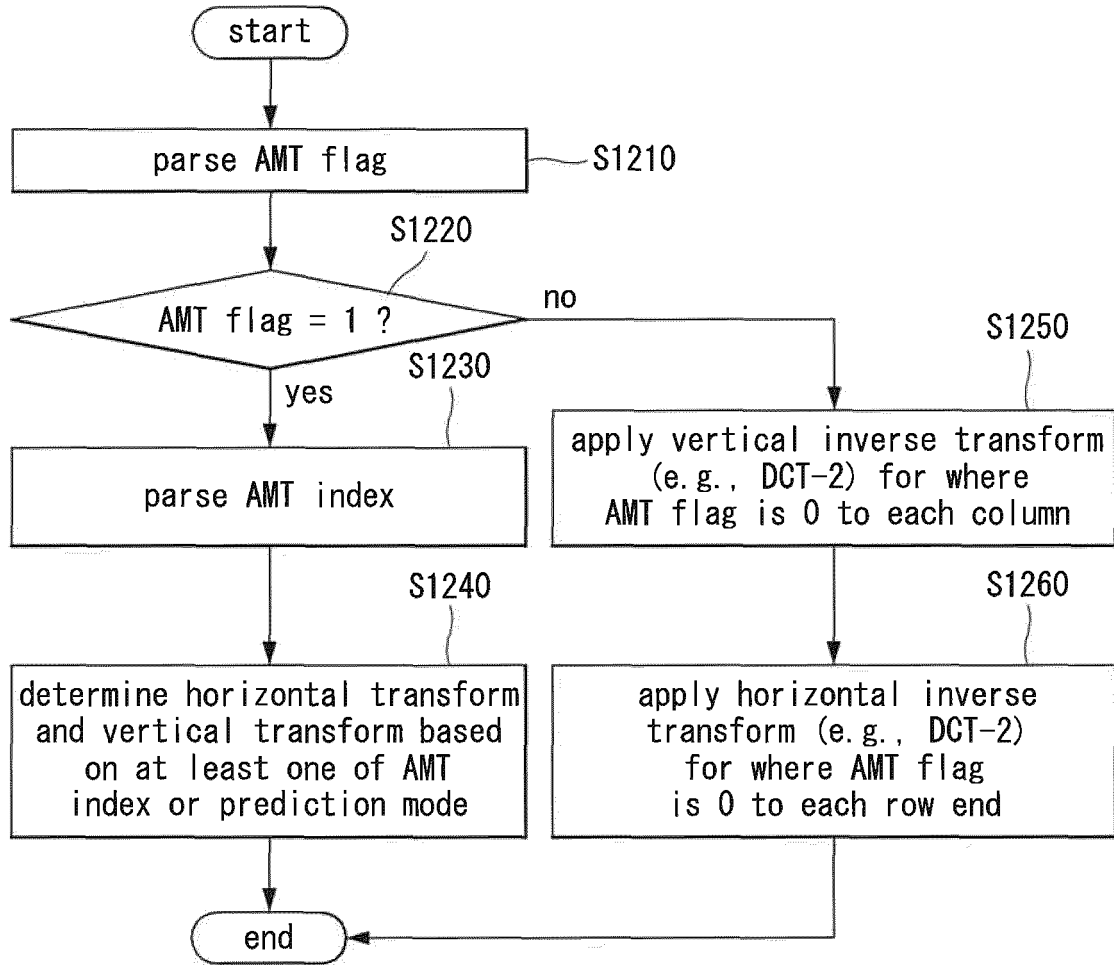 start
parse AMT flag
S1210
S1220
AMT flag = 1 ?
no
yes
S1230
parse AMT index
S1250
apply vertical inverse transform
(e.g., DCT-2) for where
AMT flag is 0 to each column
S1240
determine horizontal transform
and vertical transform based
on at least one of AMT
index or prediction mode
S1260
apply horizontal inverse
transform (e.g., DCT-2)
for where AMT flag
is 0 to each row end
end